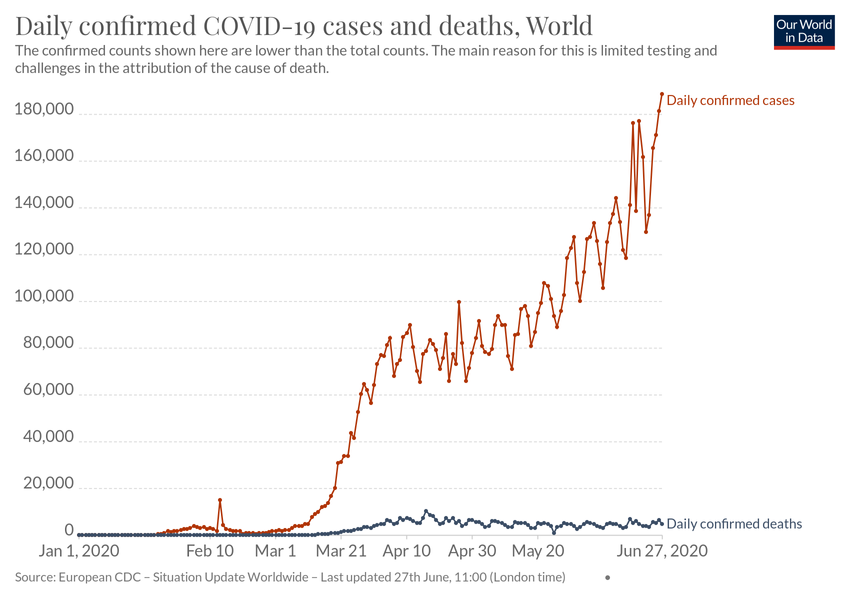 Daily confirmed COVID-19 cases and deaths, World
Our World
in Data
The confirmed counts shown here are lower than the total counts. The main reason for this is limited testing and
challenges in the attribution of the cause of death.
180,000
Daily confirmed cases
160,000
140,000
120,000
100,000
80,000
60,000
40,000
20,000
Daily confirmed deaths
0
Jan 1, 2020 Feb 10 Mar 1 Mar 21 Apr 10 Apr 30 May 20 Jun 27, 2020
Source: European CDC – Situation Update Worldwide – Last updated 27th June, 11:00 (London time)